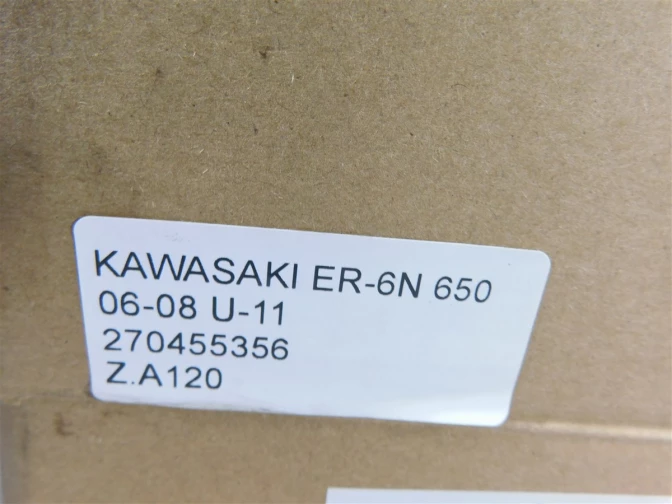 KAWASAKI ER-6N 650
06-08 U-11
270455356
Z.A120